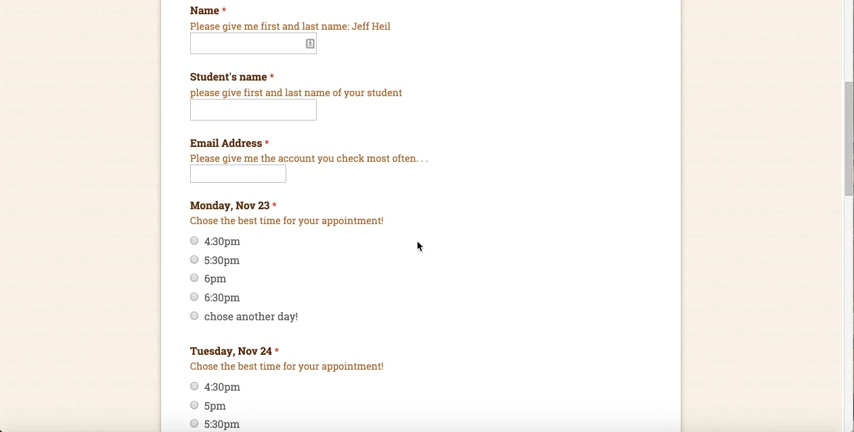 Name *
Please give me first and last name: Jeff Heil
Student's name *
please give first and last name of your student
Email Address *
Please give me the account you check most often. . .
Monday, Nov 23 *
Chose the best time for your appointment!
4:30pm
5:30pm
6pm
6:30pm
chose another day!
Tuesday, Nov 24 *
Chose the best time for your appointment!
4:30pm
5pm
5:30pm